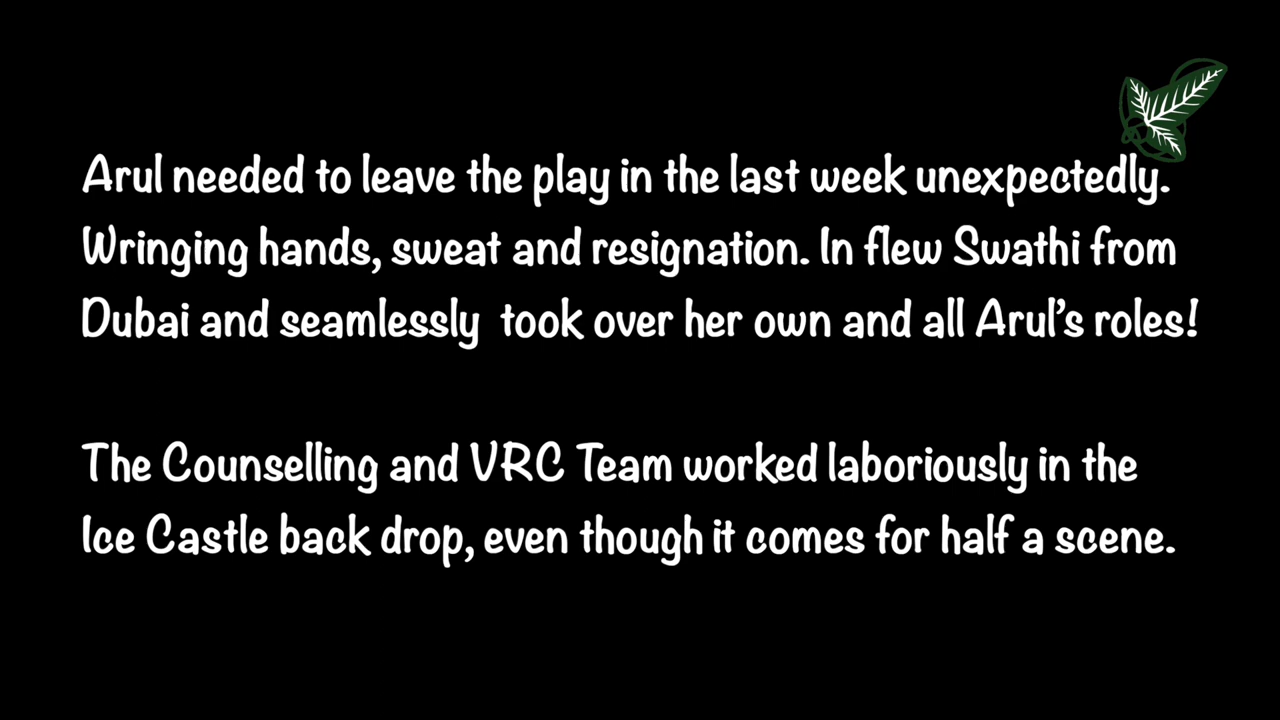 Arul needed to leave the play in the last week unexpectedly.
Wringing hands, sweat and resignation. In flew Swathi from
Dubai and seamlessly  took over her own and all Arul's roles!
The Counselling and VRC Team worked laboriously in the
Ice Castle back drop, even though it comes for half a scene.